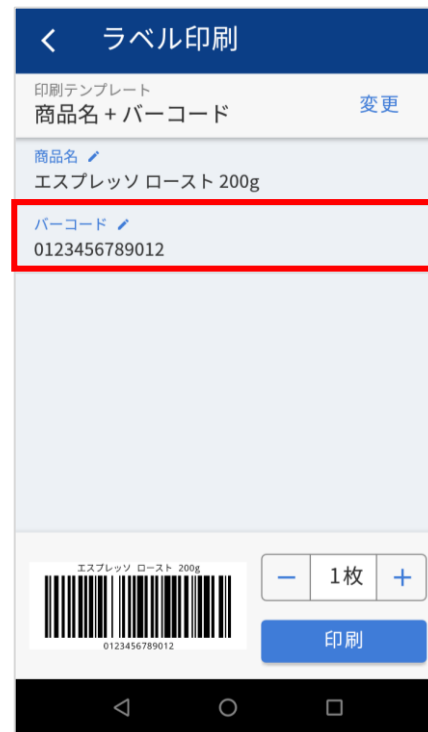 ラベル印刷
印刷テンプレート
商品名 + バーコード
変更
商品名
エスプレッソ ロースト 200g
バーコード
0123456789012
エスプレッソ ロースト 200g
0123456789012
1枚
印刷